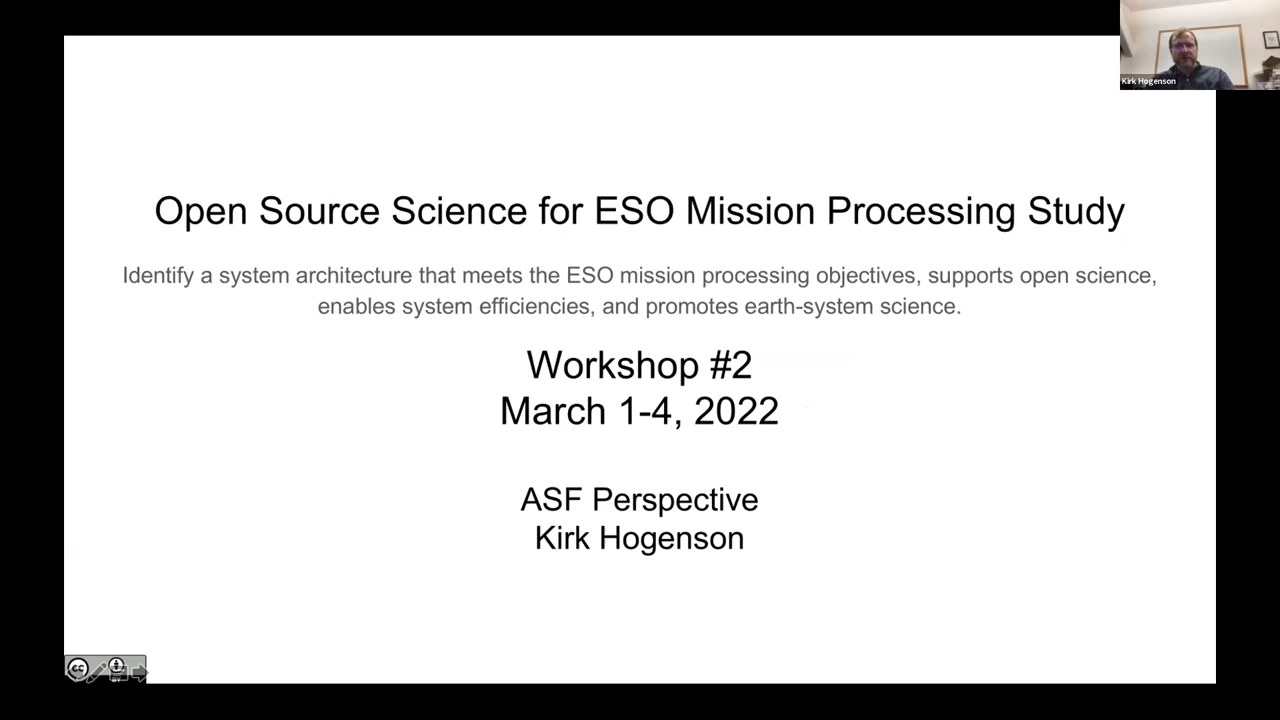 Kirk Hogenson
Open Source Science for ESO Mission Processing Study
Identify a system architecture that meets the ESO mission processing objectives, supports open science,
enables system efficiencies, and promotes earth-system science.
Workshop #2
March 1-4, 2022
ASF Perspective
Kirk Hogenson
cc
BY